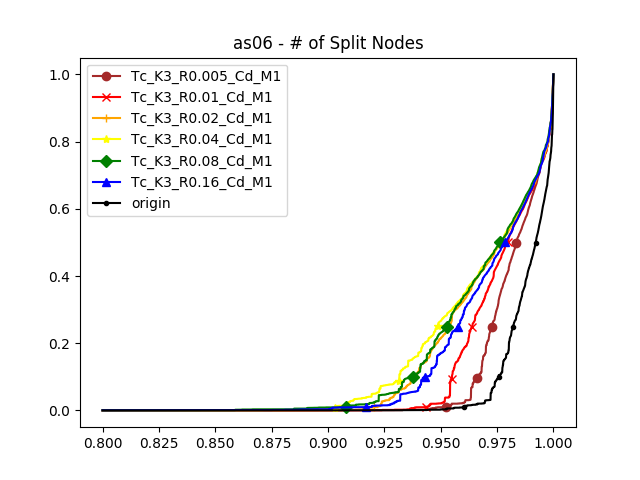 as06 - # of Split Nodes
1.0
0.8
0.6
0.4
0.2
0.0
Tc_K3_R0.005_Cd_M1
Tc_K3_R0.01_Cd_M1
Tc_K3_R0.02_Cd_M1
Tc_K3_R0.04_Cd_M1
Tc_K3_R0.08_Cd_M1
Tc_K3_R0.16_Cd_M1
origin
0.800 0.825 0.850 0.875 0.900 0.925 0.950 0.975 1.000